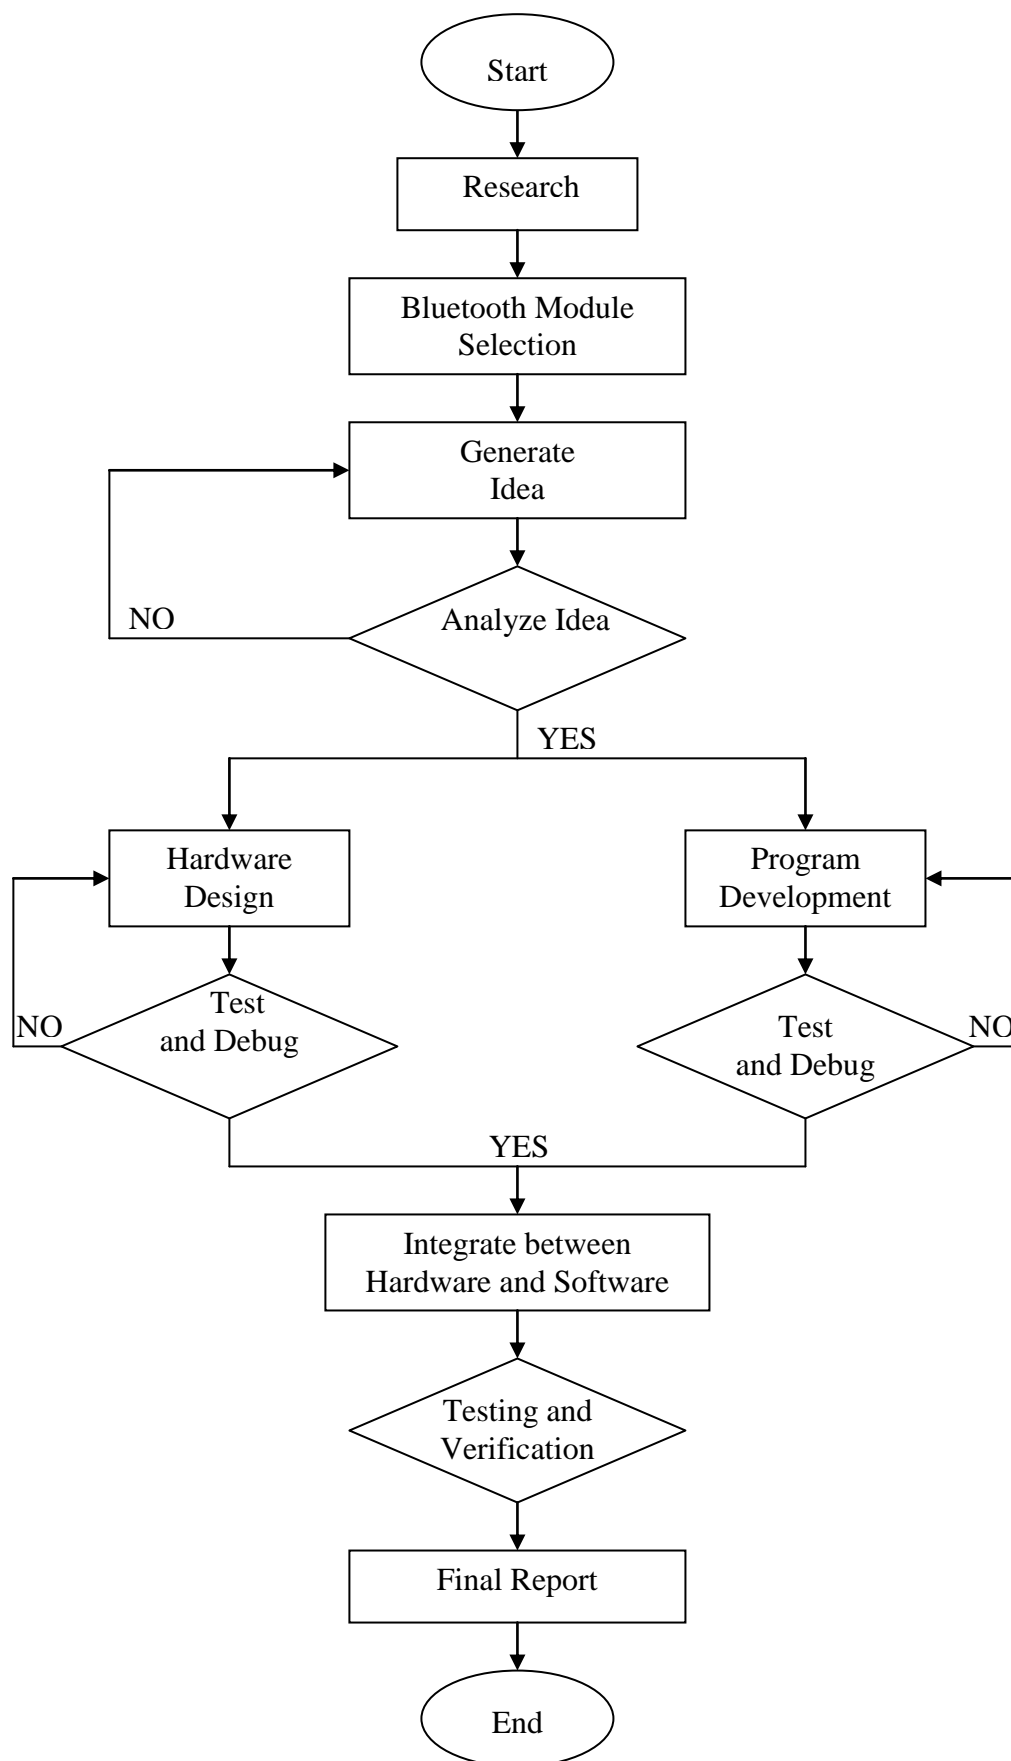 Start
Research
Bluetooth Module
Selection
Generate
Idea
Analyze Idea
NO
YES
Hardware
Design
Program
Development
Test
and Debug
NO
Test
and Debug
NO
YES
Integrate between
Hardware and Software
Testing and
Verification
Final Report
End